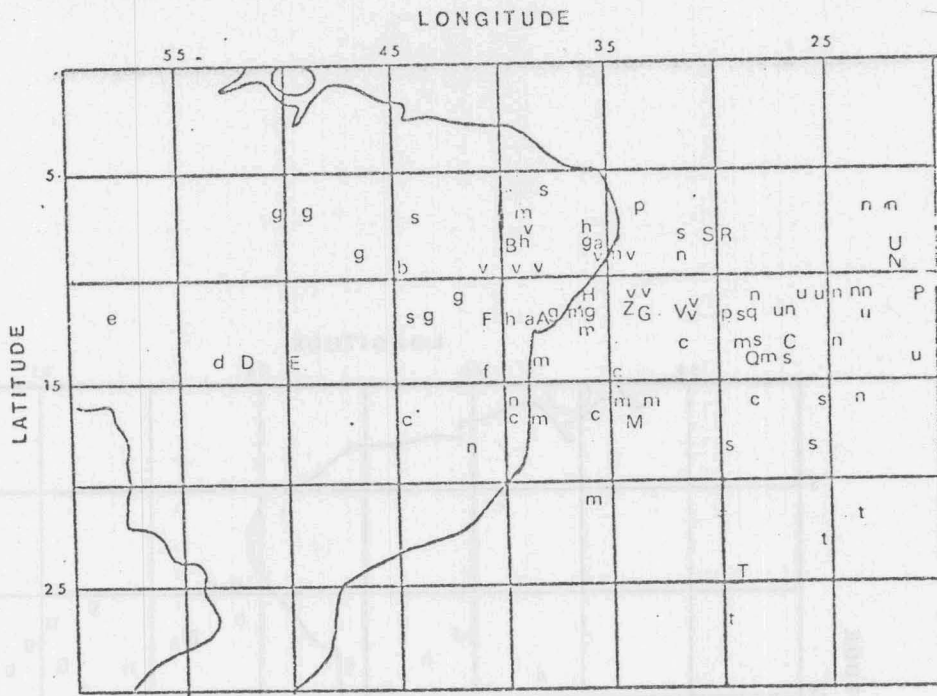 LONGITUDE
55 45 35 25
5
s
g g s m p n n
v h s S R
B h g a U
g b v v v v n v n N
g H v v v n u u n n n P
e s g F h a A g m g Z G V v p s q u n u
m
d D E m c m s C n
Q m s u
f c
n m m c s n
c c m c M
15
n s s
m t
t
T
25
t
LATITUDE